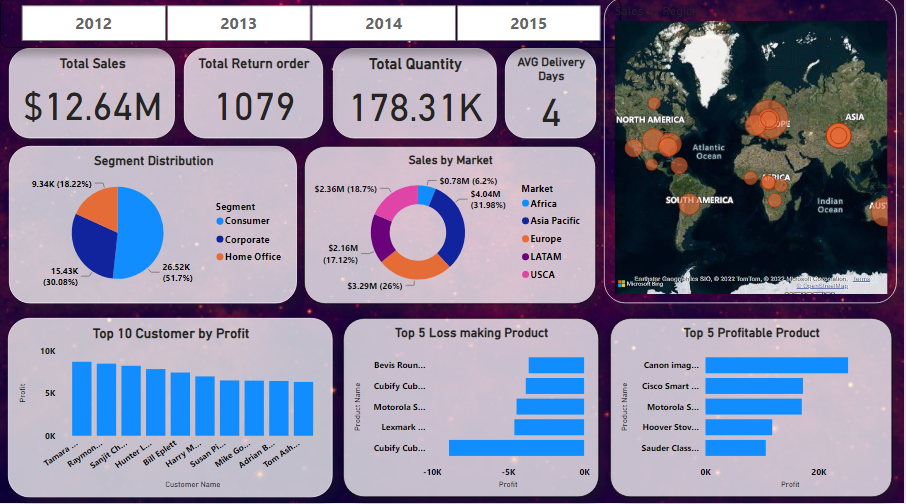 2012
2013
2014
2015
Total Sales
$12.64M
Total Return order
1079
Total Quantity
178.31K
AVG Delivery
Days
4
Sales by Region
NORTH AMERICA
Atlantic
Ocean
ASIA
SOUTH AMERICA
Indian
Ocean
AUS
Microsoft Bing
Earthstar Geographics SIO, © 2022 TomTom, © 2022 Microsoft Corporation, Terms
© OpenStreetMap
Segment Distribution
9.34K (18.22%)
15.43K
(30.08%)
26.52K
(51.7%)
Segment
Consumer
Corporate
Home Office
Sales by Market
$2.36M (18.7%)
$0.78M (6.2%)
$4.04M
(31.98%)
$2.16M
(17.12%)
$3.29M (26%)
Market
Africa
Asia Pacific
Europe
LATAM
USCA
Top 10 Customer by Profit
Profit
10K
5K
0K
Tamara ...
Raymon...
Sanjit Ch...
Hunter L...
Bill Eplett
Harry M...
Susan Pi...
Mike Go...
Adrian B...
Tom Ash...
Customer Name
Top 5 Loss making Product
Product Name
Bevis Roun...
Cubify Cub...
Motorola S...
Lexmark ...
Cubify Cub...
-10K
-5K
0K
Profit
Top 5 Profitable Product
Product Name
Canon imag...
Cisco Smart ...
Motorola S...
Hoover Stov...
Sauder Class...
0K
20K
Profit